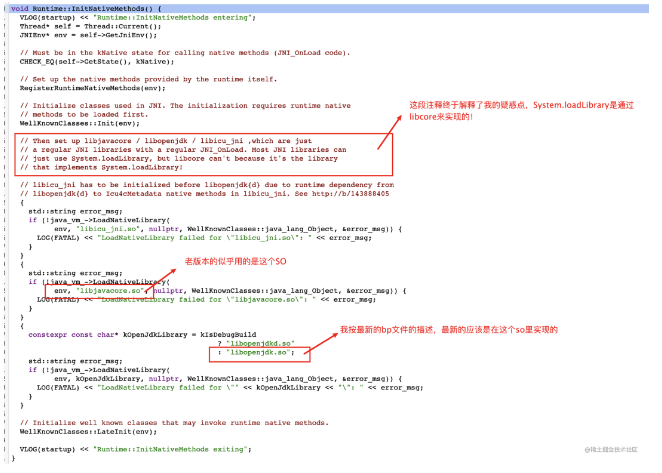 void Runtime::InitNativeMethods() {
VLOG(startup) << "Runtime::InitNativeMethods entering";
Thread* self = Thread::Current();
JNIEnv* env = self->GetJniEnv();
// Must be in the kNative state for calling native methods (JNI_OnLoad code).
CHECK_EQ(self->GetState(), kNative);
// Set up the native methods provided by the runtime itself.
RegisterRuntimeNativeMethods(env);
// Initialize classes used in JNI. The initialization requires runtime native
// methods to be loaded first.
WellKnownClasses::Init(env);
// Then set up libjavacore / libopenjdk / libicu_jni ,which are just
// a regular JNI libraries with a regular JNI_OnLoad. Most JNI libraries can
// just use System.loadLibrary, but libcore can't because it's the library
// that implements System.loadLibrary!
这段注释终于解释了我的疑惑点，System.loadLibrary是通过
libcore来实现的！
// libicu_jni has to be initialized before libopenjdk{d} due to runtime dependency from
// libopenjdk{d} to Icu4cMetadata native methods in libicu_jni. See http://b/143888405
{
std::string error_msg;
if (!java_vm_->LoadNativeLibrary(
env, "libicu_jni.so", nullptr, WellKnownClasses::java_lang_Object, &error_msg)) {
LOG(FATAL) << "LoadNativeLibrary failed for \"libicu_jni.so\": " << error_msg;
}
}
{
老版本的似乎用的是这个SO
std::string error_msg;
if (!java_vm_->LoadNativeLibrary(
env, "libjavacore.so", nullptr, WellKnownClasses::java_lang_Object, &error_msg)) {
LOG(FATAL) << "LoadNativeLibrary failed for \"libjavacore.so\": " << error_msg;
}
}
{
constexpr const char* kOpenJdkLibrary = kIsDebugBuild
? "libopenjdkd.so"
: "libopenjdk.so";
我按最新的bp文件的描述，最新的应该是在这个so里实现的
std::string error_msg;
if (!java_vm_->LoadNativeLibrary(
env, kOpenJdkLibrary, nullptr, WellKnownClasses::java_lang_Object, &error_msg)) {
LOG(FATAL) << "LoadNativeLibrary failed for \"" << kOpenJdkLibrary << "\": " << error_msg;
}
}
// Initialize well known classes that may invoke runtime native methods.
WellKnownClasses::LateInit(env);
VLOG(startup) << "Runtime::InitNativeMethods exiting";
}
@稀土掘金技术社区